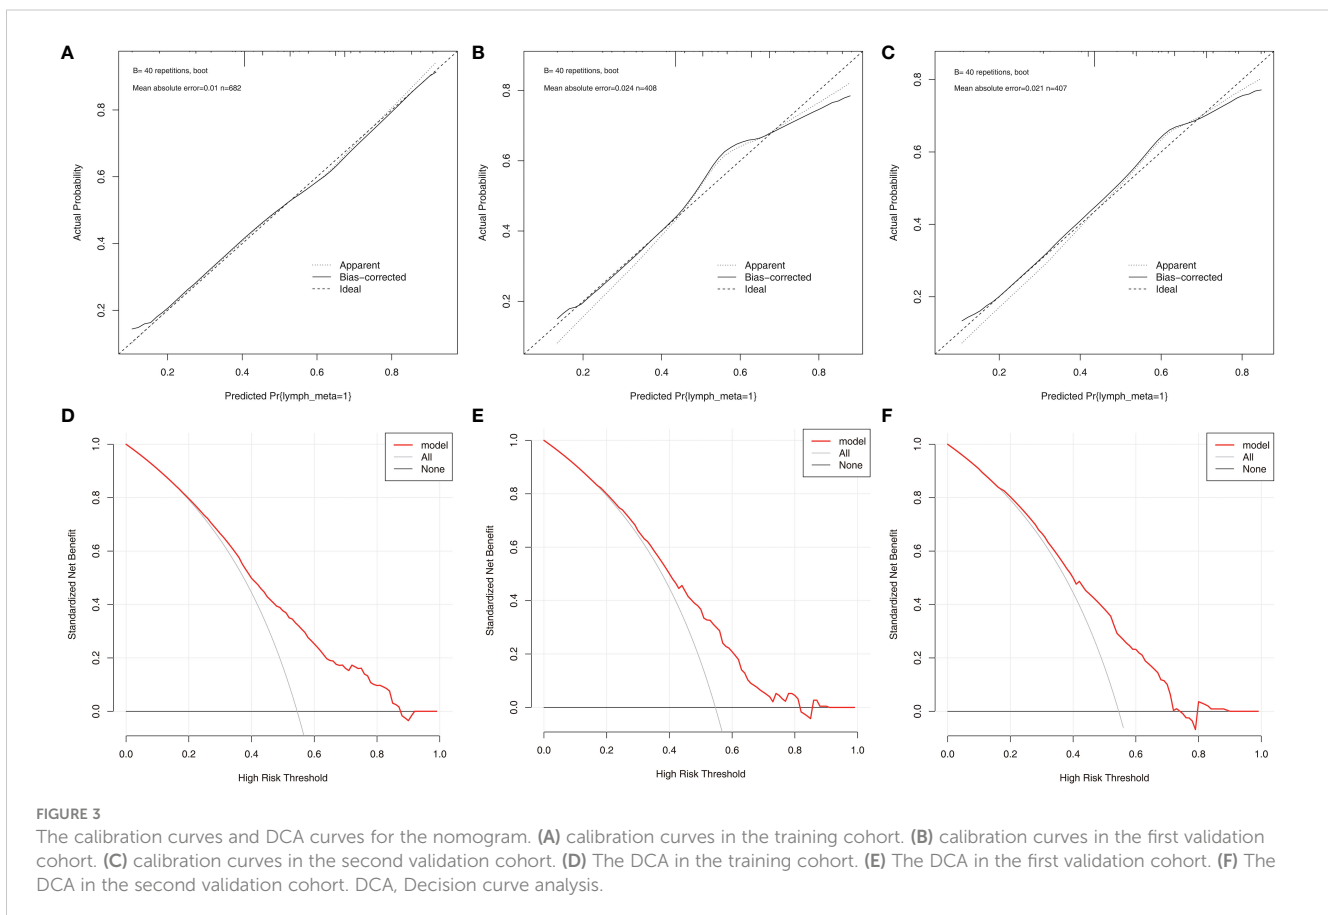 A
B= 40 repetitions, boot
Mean absolute error=0.01 n=682
Actual Probability
0.8
0.6
0.4
0.2
Apparent
Bias-corrected
Ideal
0.2 0.4 0.6 0.8
Predicted Pr{lymph_meta=1}
B
B= 40 repetitions, boot
Mean absolute error=0.024 n=408
Actual Probability
0.8
0.6
0.4
0.2
Apparent
Bias-corrected
Ideal
0.2 0.4 0.6 0.8
Predicted Pr{lymph_meta=1}
C
B= 40 repetitions, boot
Mean absolute error=0.021 n=407
Actual Probability
0.8
0.6
0.4
0.2
Apparent
Bias-corrected
Ideal
0.2 0.4 0.6 0.8
Predicted Pr{lymph_meta=1}
D
model
All
None
Standardized Net Benefit
1.0
0.8
0.6
0.4
0.2
0.0
0.0 0.2 0.4 0.6 0.8 1.0
High Risk Threshold
E
model
All
None
Standardized Net Benefit
1.0
0.8
0.6
0.4
0.2
0.0
0.0 0.2 0.4 0.6 0.8 1.0
High Risk Threshold
F
model
All
None
Standardized Net Benefit
1.0
0.8
0.6
0.4
0.2
0.0
0.0 0.2 0.4 0.6 0.8 1.0
High Risk Threshold
FIGURE 3
The calibration curves and DCA curves for the nomogram. (A) calibration curves in the training cohort. (B) calibration curves in the first validation
cohort. (C) calibration curves in the second validation cohort. (D) The DCA in the training cohort. (E) The DCA in the first validation cohort. (F) The
DCA in the second validation cohort. DCA, Decision curve analysis.